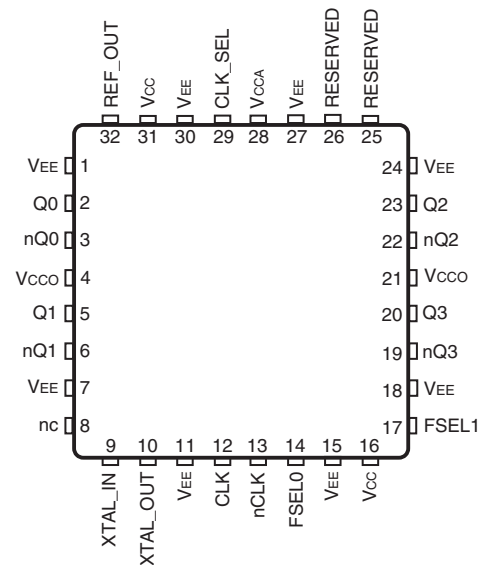 REF_OUT
VCC
VEE
CLK_SEL
VCCA
VEE
RESERVED
RESERVED
32 31 30 29 28 27 26 25
VEE 1
Q0 2
nQ0 3
VCCO 4
Q1 5
nQ1 6
VEE 7
nc 8
24 VEE
23 Q2
22 nQ2
21 VCCO
20 Q3
19 nQ3
18 VEE
17 FSEL1
9 10 11 12 13 14 15 16
XTAL_IN
XTAL_OUT
VEE
CLK
nCLK
FSEL0
VEE
VCC